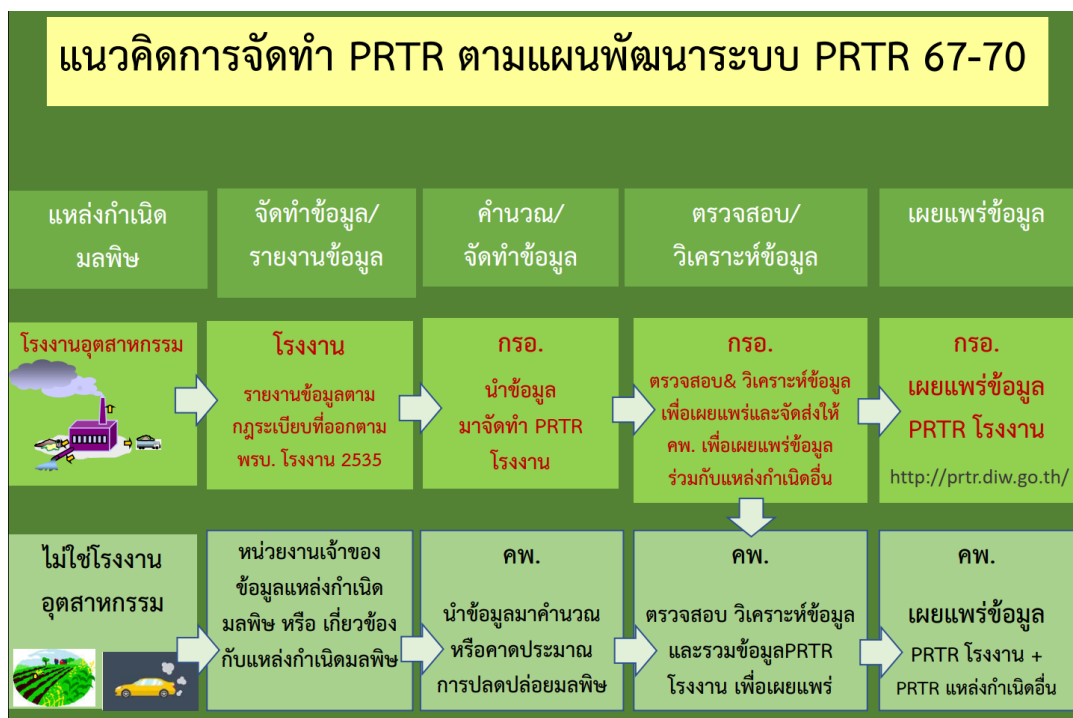 แนวคิดการจัดทำ PRTR ตามแผนพัฒนาระบบ PRTR 67-70
แหล่งกำเนิด
มลพิษ
จัดทำข้อมูล/
รายงานข้อมูล
คำนวณ/
จัดทำข้อมูล
ตรวจสอบ/
วิเคราะห์ข้อมูล
เผยแพร่ข้อมูล
โรงงานอุตสาหกรรม
โรงงาน
รายงานข้อมูลตาม
กฎระเบียบที่ออกตาม
พรบ. โรงงาน 2535
กรอ.
นำข้อมูล
มาจัดทำ PRTR
โรงงาน
กรอ.
ตรวจสอบ& วิเคราะห์ข้อมูล
เพื่อเผยแพร่และจัดส่งให้
คพ. เพื่อเผยแพร่ข้อมูล
ร่วมกับแหล่งกำเนิดอื่น
กรอ.
เผยแพร่ข้อมูล
PRTR โรงงาน
http://prtr.diw.go.th/
ไม่ใช่โรงงาน
อุตสาหกรรม
หน่วยงานเจ้าของ
ข้อมูลแหล่งกำเนิด
มลพิษ หรือ เกี่ยวข้อง
กับแหล่งกำเนิดมลพิษ
คพ.
นำข้อมูลมาคำนวณ
หรือคาดประมาณ
การปลดปล่อยมลพิษ
คพ.
ตรวจสอบ วิเคราะห์ข้อมูล
และรวมข้อมูลPRTR
โรงงาน เพื่อเผยแพร่
คพ.
เผยแพร่ข้อมูล
PRTR โรงงาน +
PRTR แหล่งกำเนิดอื่น